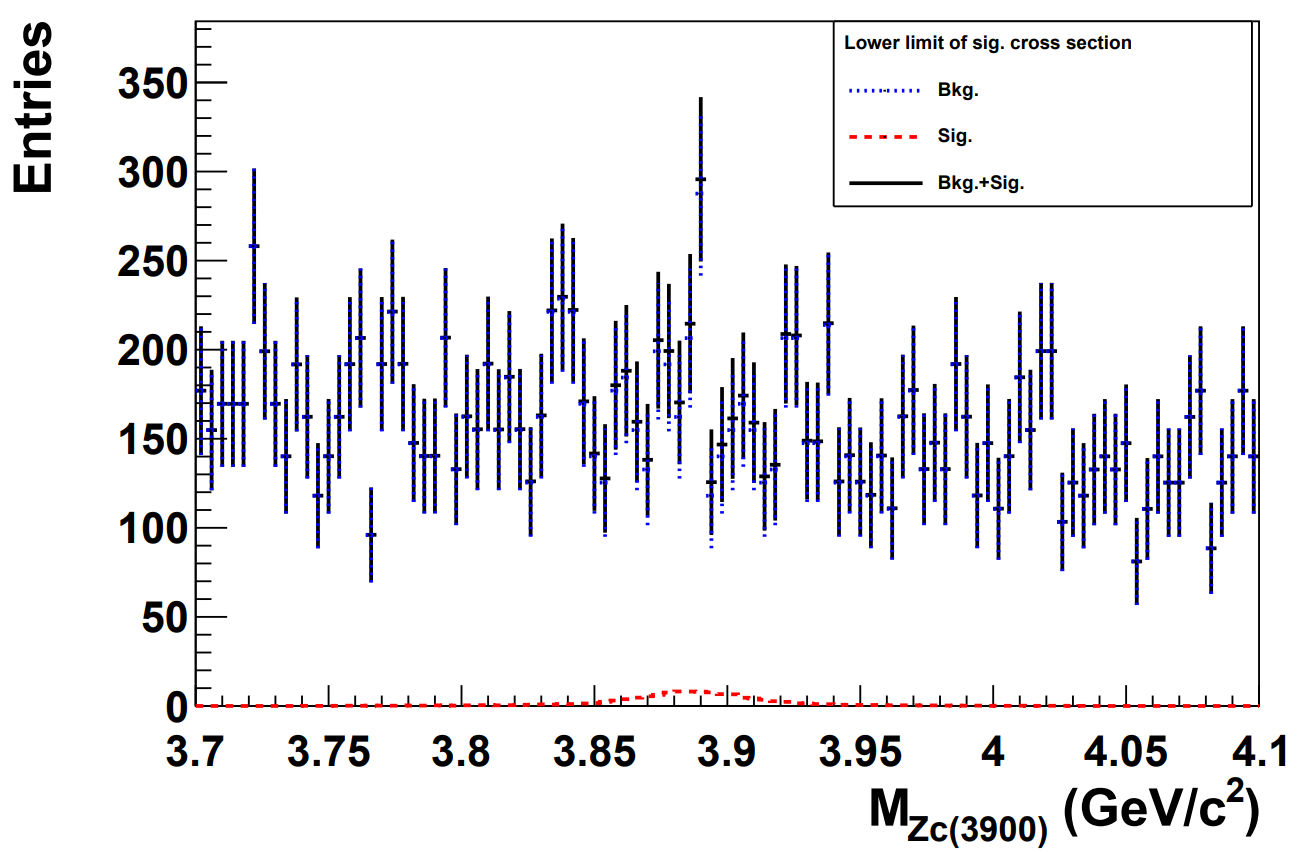 Entries
350
300
250
200
150
100
50
0
Lower limit of sig. cross section
Bkg.
Sig.
Bkg.+Sig.
3.7 3.75 3.8 3.85 3.9 3.95 4 4.05 4.1
M_Zc(3900) (GeV/c²)